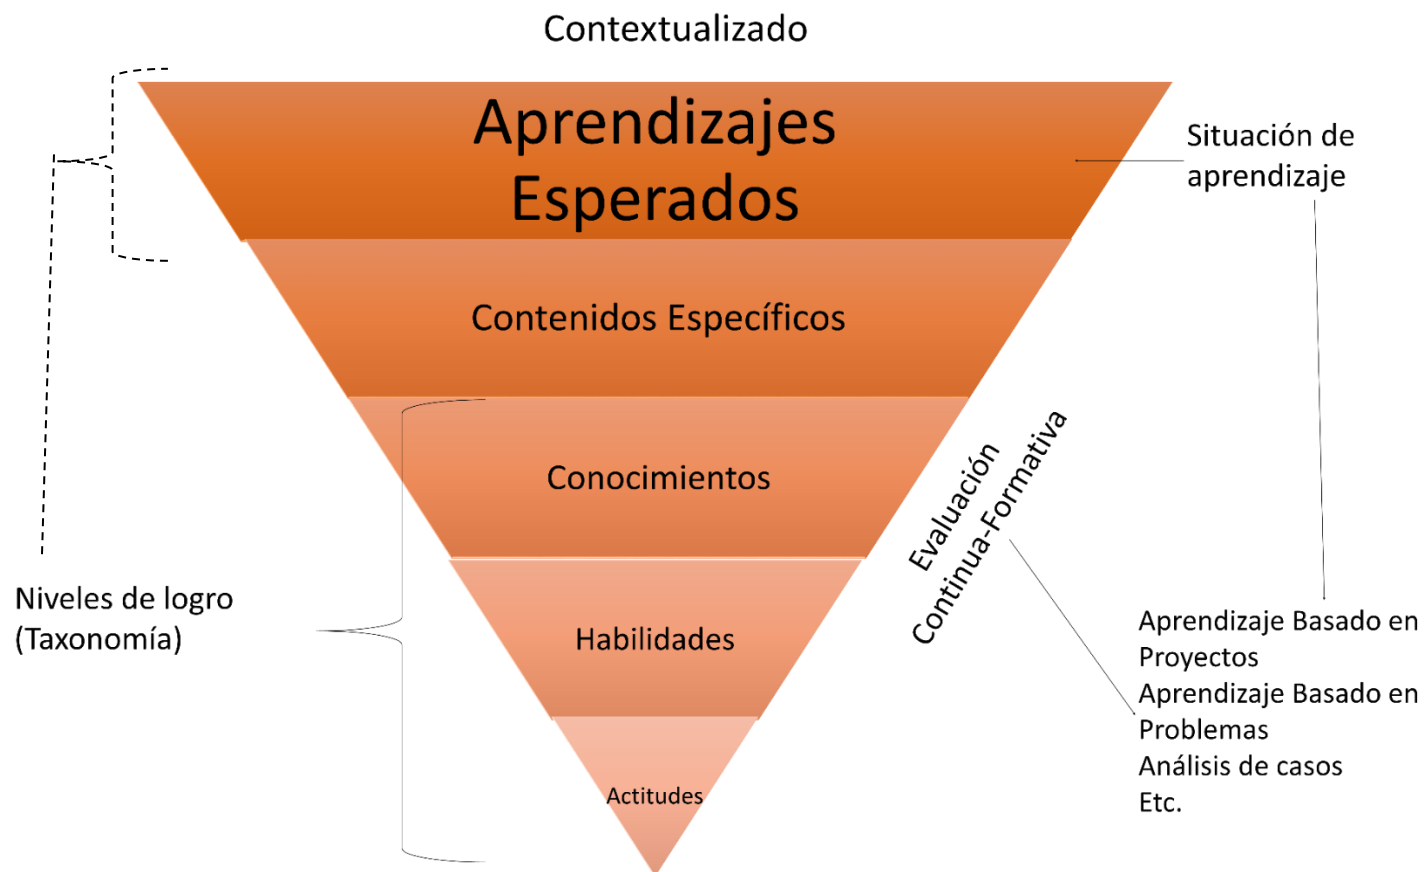 Contextualizado
Aprendizajes
Esperados
Situación de
aprendizaje
Contenidos Específicos
Conocimientos
Evaluación
Continua-Formativa
Niveles de logro
(Taxonomía)
Habilidades
Aprendizaje Basado en
Proyectos
Aprendizaje Basado en
Problemas
Análisis de casos
Etc.
Actitudes